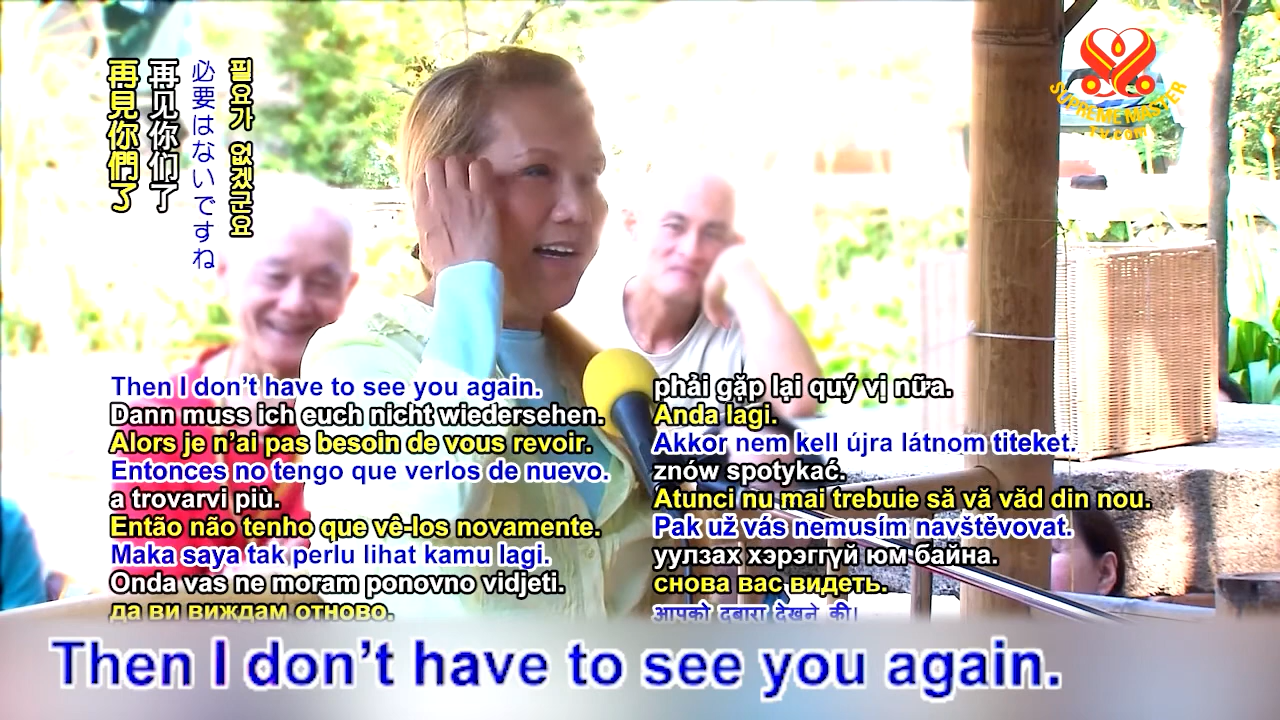 再見你們了
再见你们了
必要はないですね
필요가 없겠군요
SUPREME MASTER
TV.com
Then I don't have to see you again.
Dann muss ich euch nicht wiedersehen.
Alors je n'ai pas besoin de vous revoir.
Entonces no tengo que verlos de nuevo.
a trovarvi più.
Então não tenho que vê-los novamente.
Maka saya tak perlu lihat kamu lagi.
Onda vas ne moram ponovno vidjeti.
да ви виждам отново.
phải gặp lại quý vị nữa.
Anda lagi.
Akkor nem kell újra látnom titeket.
znów spotykać.
Atunci nu mai trebuie să vă văd din nou.
Pak už vás nemusím navštěvovat.
уулзах хэрэггүй юм байна.
снова вас видеть.
आपको दुबारा देखने की।
Then I don't have to see you again.